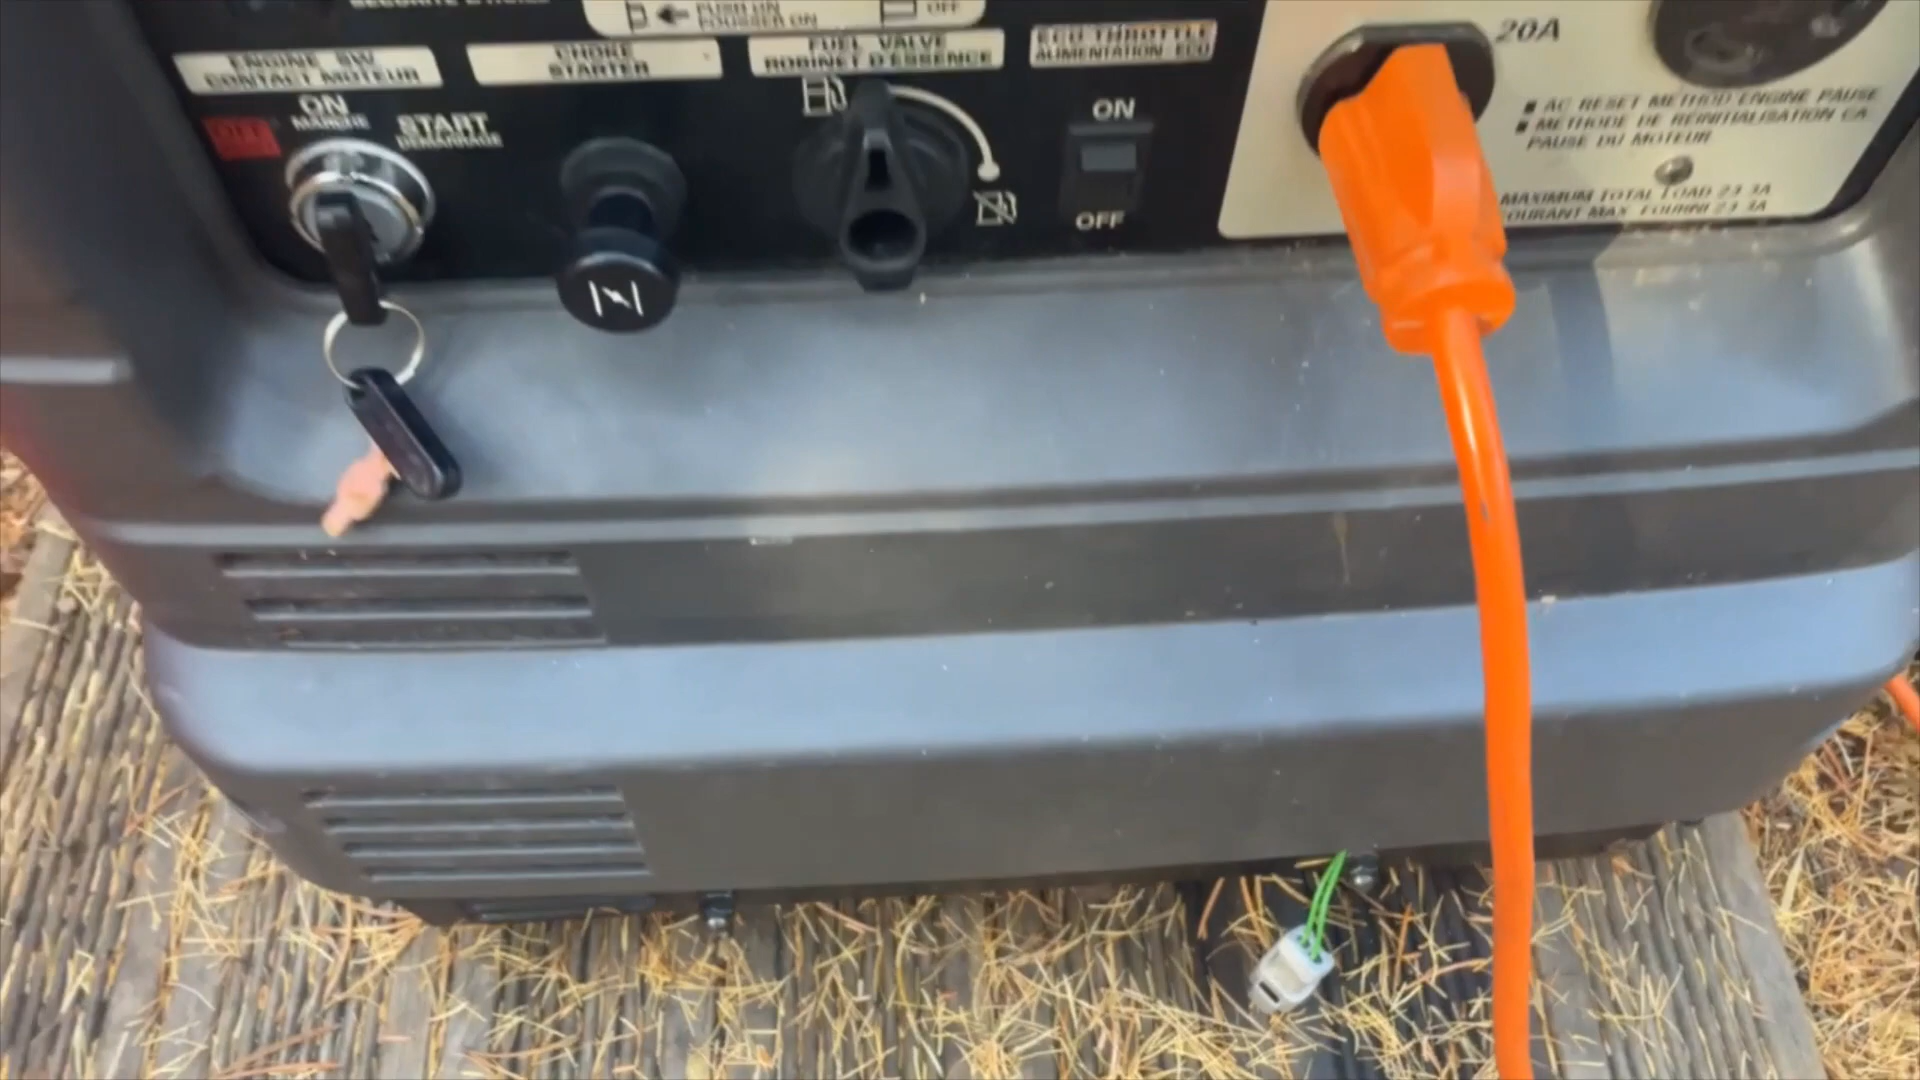 PUSH ON
POUSSER ON
OFF
ENGINE SW.
CONTACT MOTEUR
CHOKE
STARTER
FUEL VALVE
ROBINET D'ESSENCE
ECO THROTTLE
ALIMENTATION ECO
20A
OFF
ON
MARCHE
START
DEMARRAGE
ON
OFF
■ AC RESET METHOD ENGINE PAUSE
■ METHODE DE REINITIALISATION CA
PAUSE DU MOTEUR
MAXIMUM TOTAL LOAD 23.3A
COURANT MAX. FOURNI 23.3A